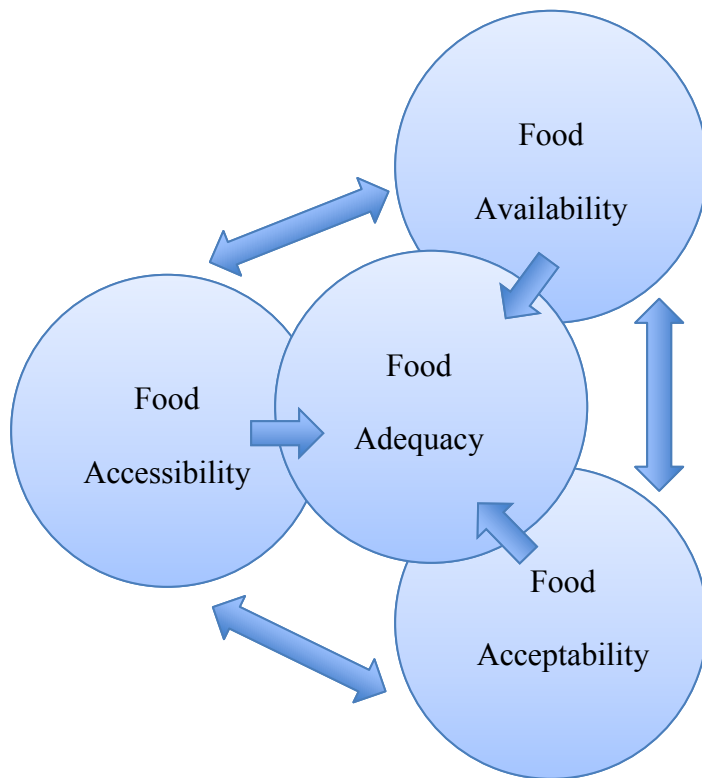 Food
Availability
Food
Adequacy
Food
Accessibility
Food
Acceptability